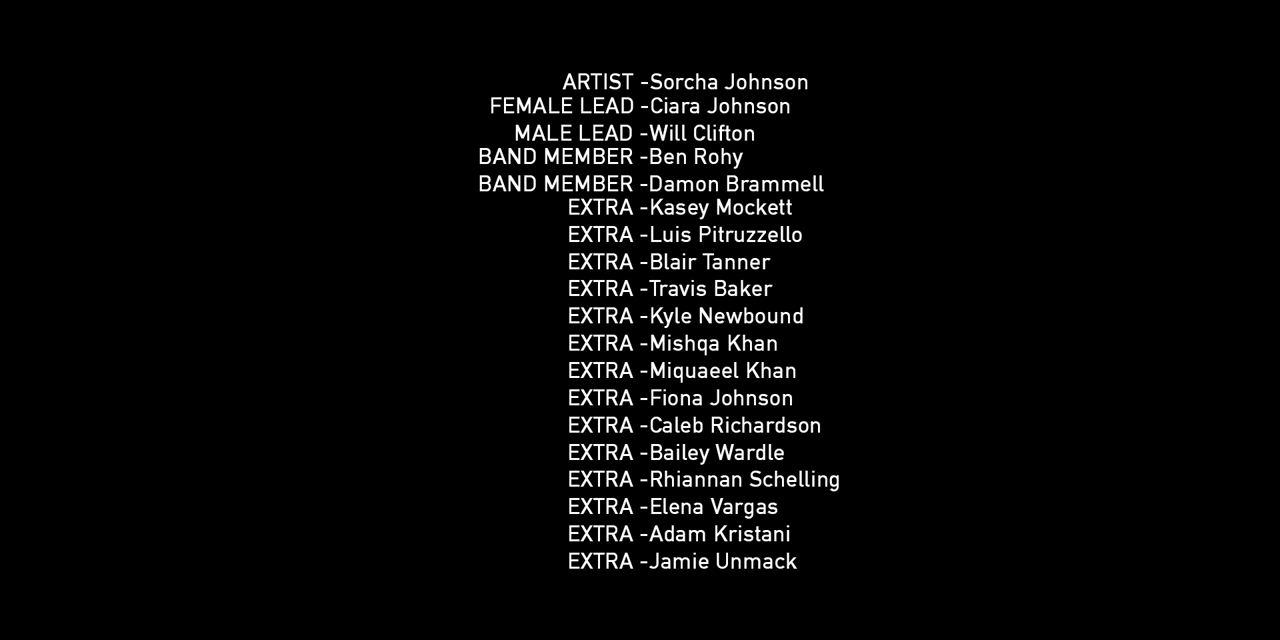 ARTIST -Sorcha Johnson
FEMALE LEAD -Ciara Johnson
MALE LEAD -Will Clifton
BAND MEMBER -Ben Rohy
BAND MEMBER -Damon Brammell
EXTRA -Kasey Mockett
EXTRA -Luis Pitruzzello
EXTRA -Blair Tanner
EXTRA -Travis Baker
EXTRA -Kyle Newbound
EXTRA -Mishqa Khan
EXTRA -Miquaeel Khan
EXTRA -Fiona Johnson
EXTRA -Caleb Richardson
EXTRA -Bailey Wardle
EXTRA -Rhiannan Schelling
EXTRA -Elena Vargas
EXTRA -Adam Kristani
EXTRA -Jamie Unmack